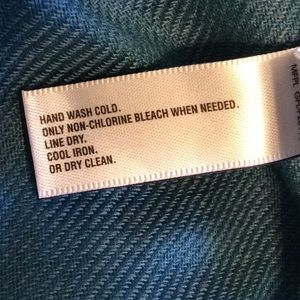 HAND WASH COLD.
ONLY NON-CHLORINE BLEACH WHEN NEEDED.
LINE DRY.
COOL IRON.
OR DRY CLEAN.